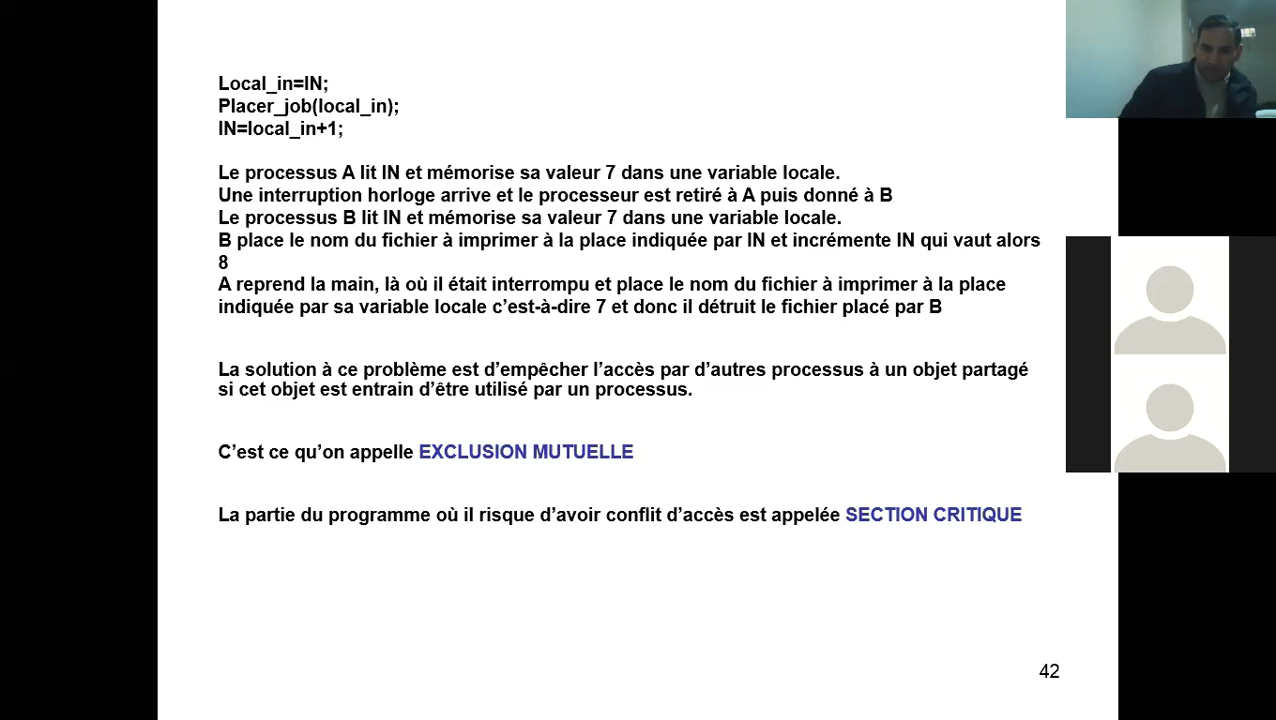 Local_in=IN;
Placer_job(local_in);
IN=local_in+1;
Le processus A lit IN et mémorise sa valeur 7 dans une variable locale.
Une interruption horloge arrive et le processeur est retiré à A puis donné à B
Le processus B lit IN et mémorise sa valeur 7 dans une variable locale.
B place le nom du fichier à imprimer à la place indiquée par IN et incrémente IN qui vaut alors
8
A reprend la main, là où il était interrompu et place le nom du fichier à imprimer à la place
indiquée par sa variable locale c’est-à-dire 7 et donc il détruit le fichier placé par B
La solution à ce problème est d’empêcher l’accès par d’autres processus à un objet partagé
si cet objet est entrain d’être utilisé par un processus.
C’est ce qu’on appelle EXCLUSION MUTUELLE
La partie du programme où il risque d’avoir conflit d’accès est appelée SECTION CRITIQUE
42